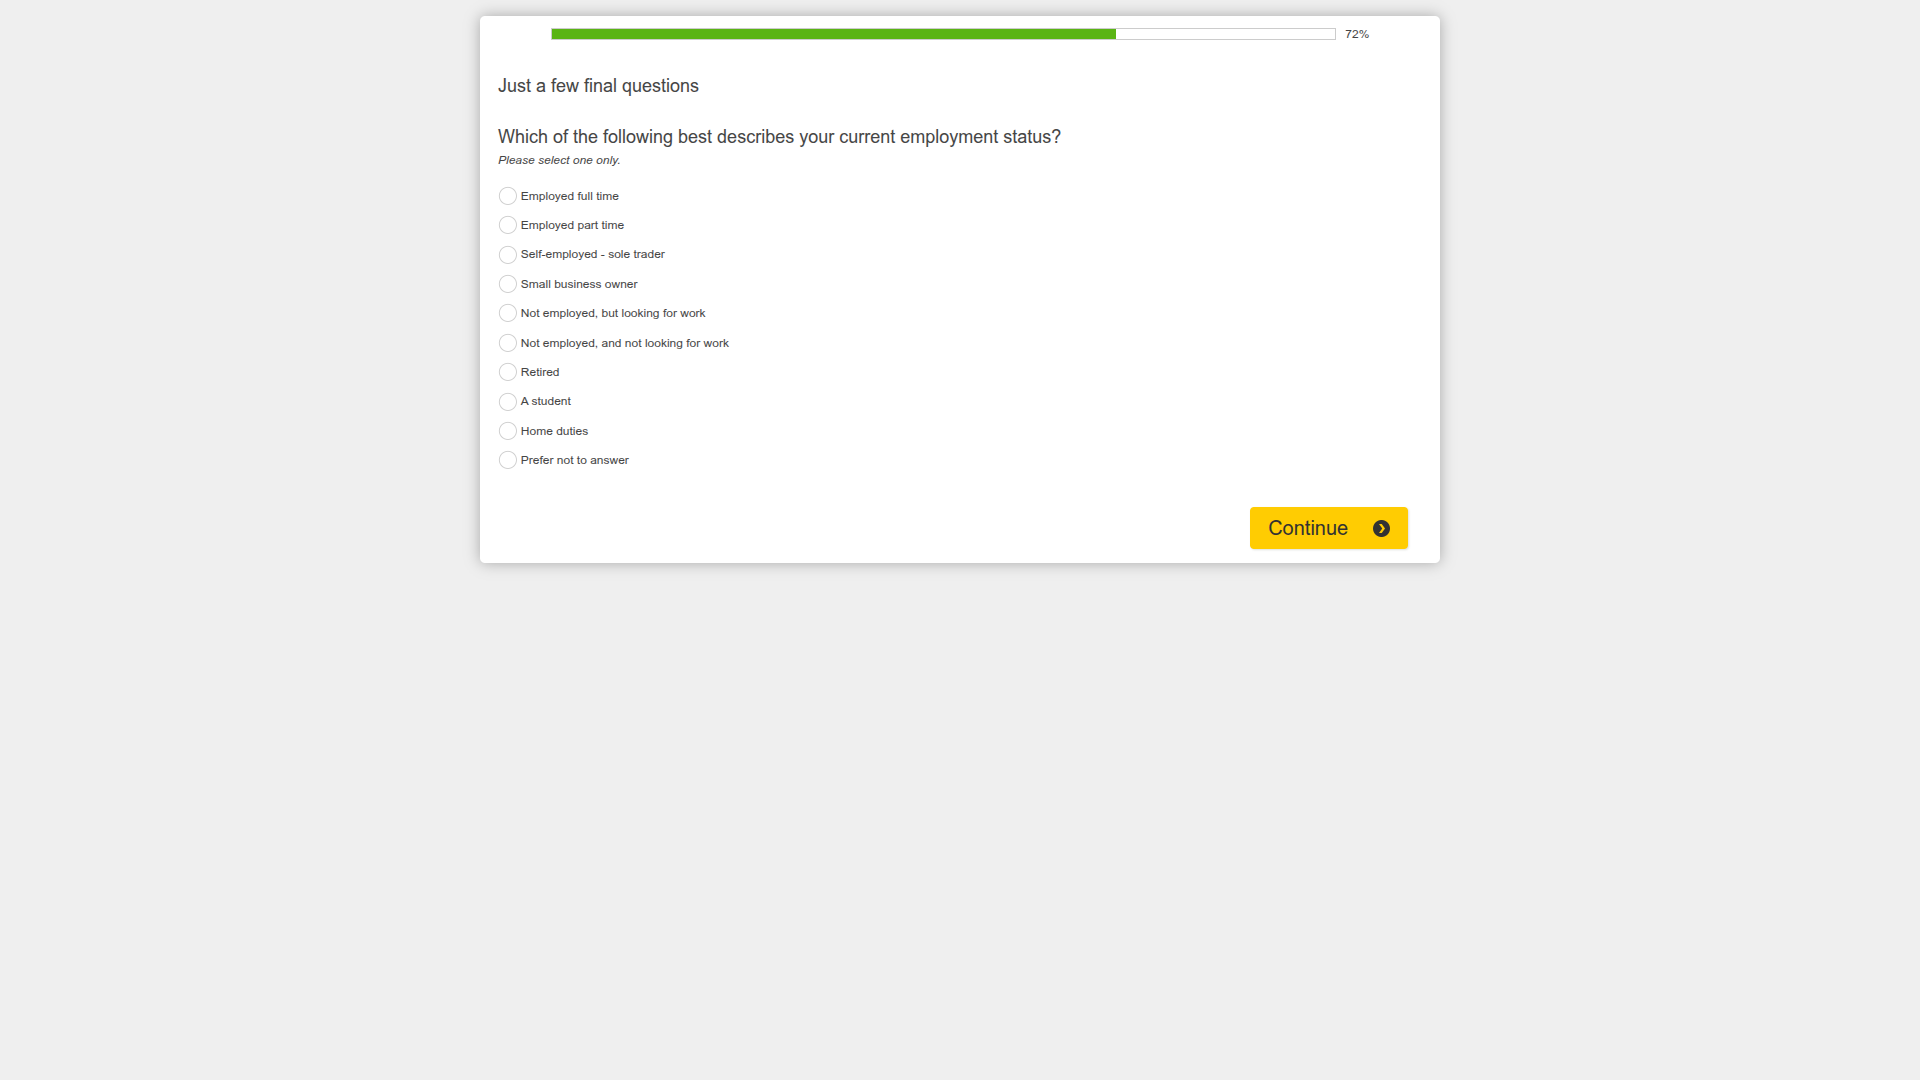 72%
Just a few final questions
Which of the following best describes your current employment status?
Please select one only.
Employed full time
Employed part time
Self-employed - sole trader
Small business owner
Not employed, but looking for work
Not employed, and not looking for work
Retired
A student
Home duties
Prefer not to answer
Continue